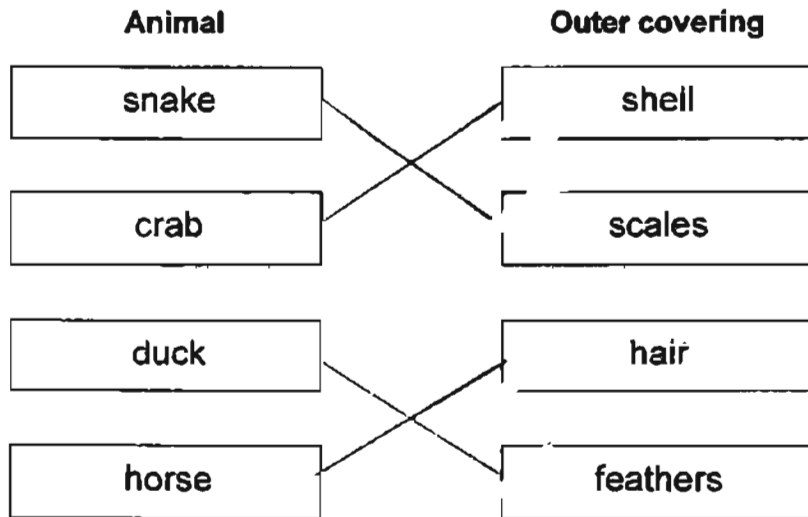 Animal Outer covering
snake shell
crab scales
duck hair
horse feathers